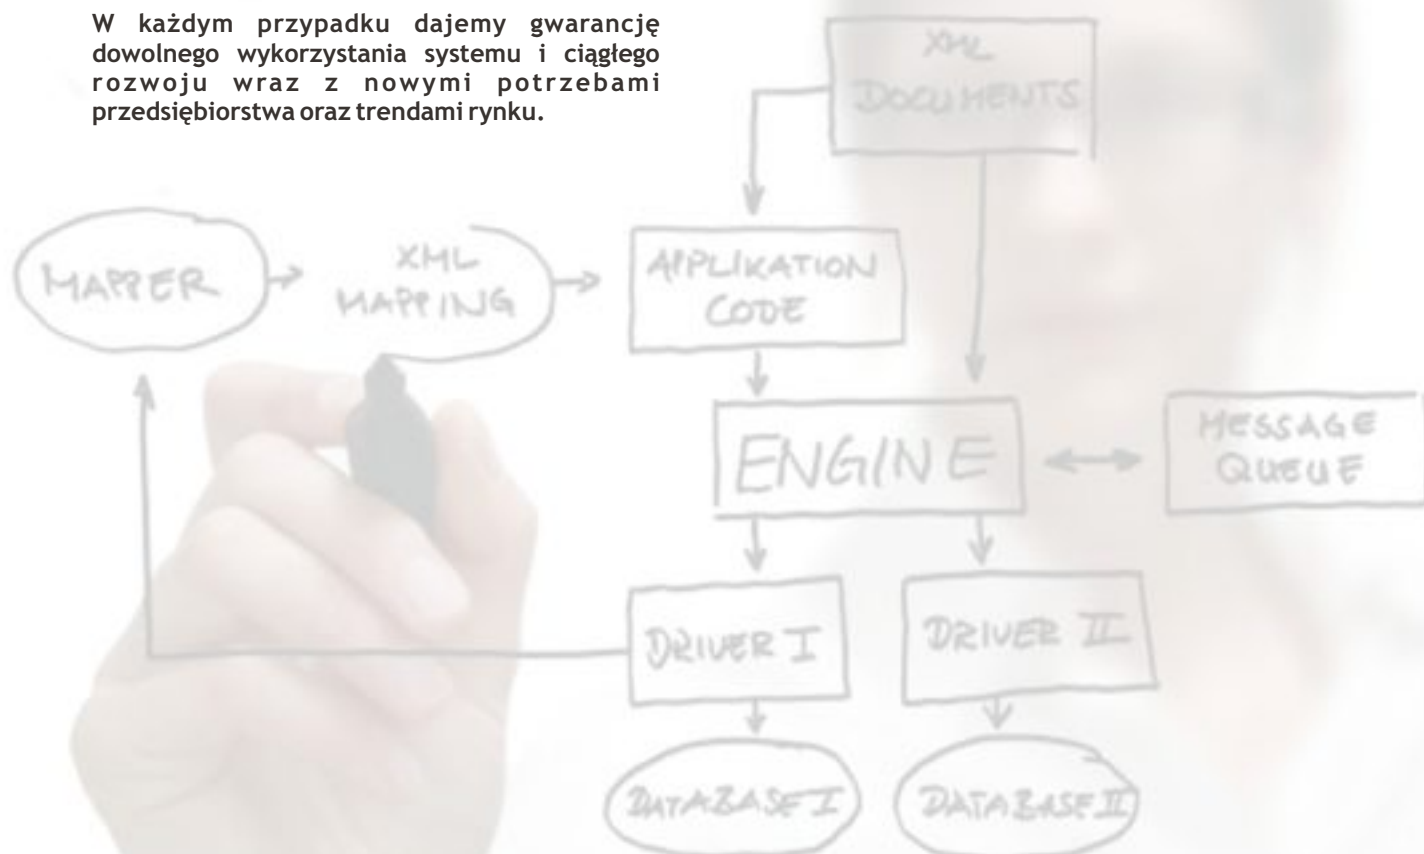 W każdym przypadku dajemy gwarancję
dowolnego wykorzystania systemu i ciągłego
rozwoju wraz z nowymi potrzebami
przedsiębiorstwa oraz trendami rynku.
XML
DOCUMENTS
MAPPER
XML
MAPPING
APPLIKATION
CODE
ENGINE
MESSAGE
QUEUE
DRIVER I
DRIVER II
DATABASE I
DATABASE II